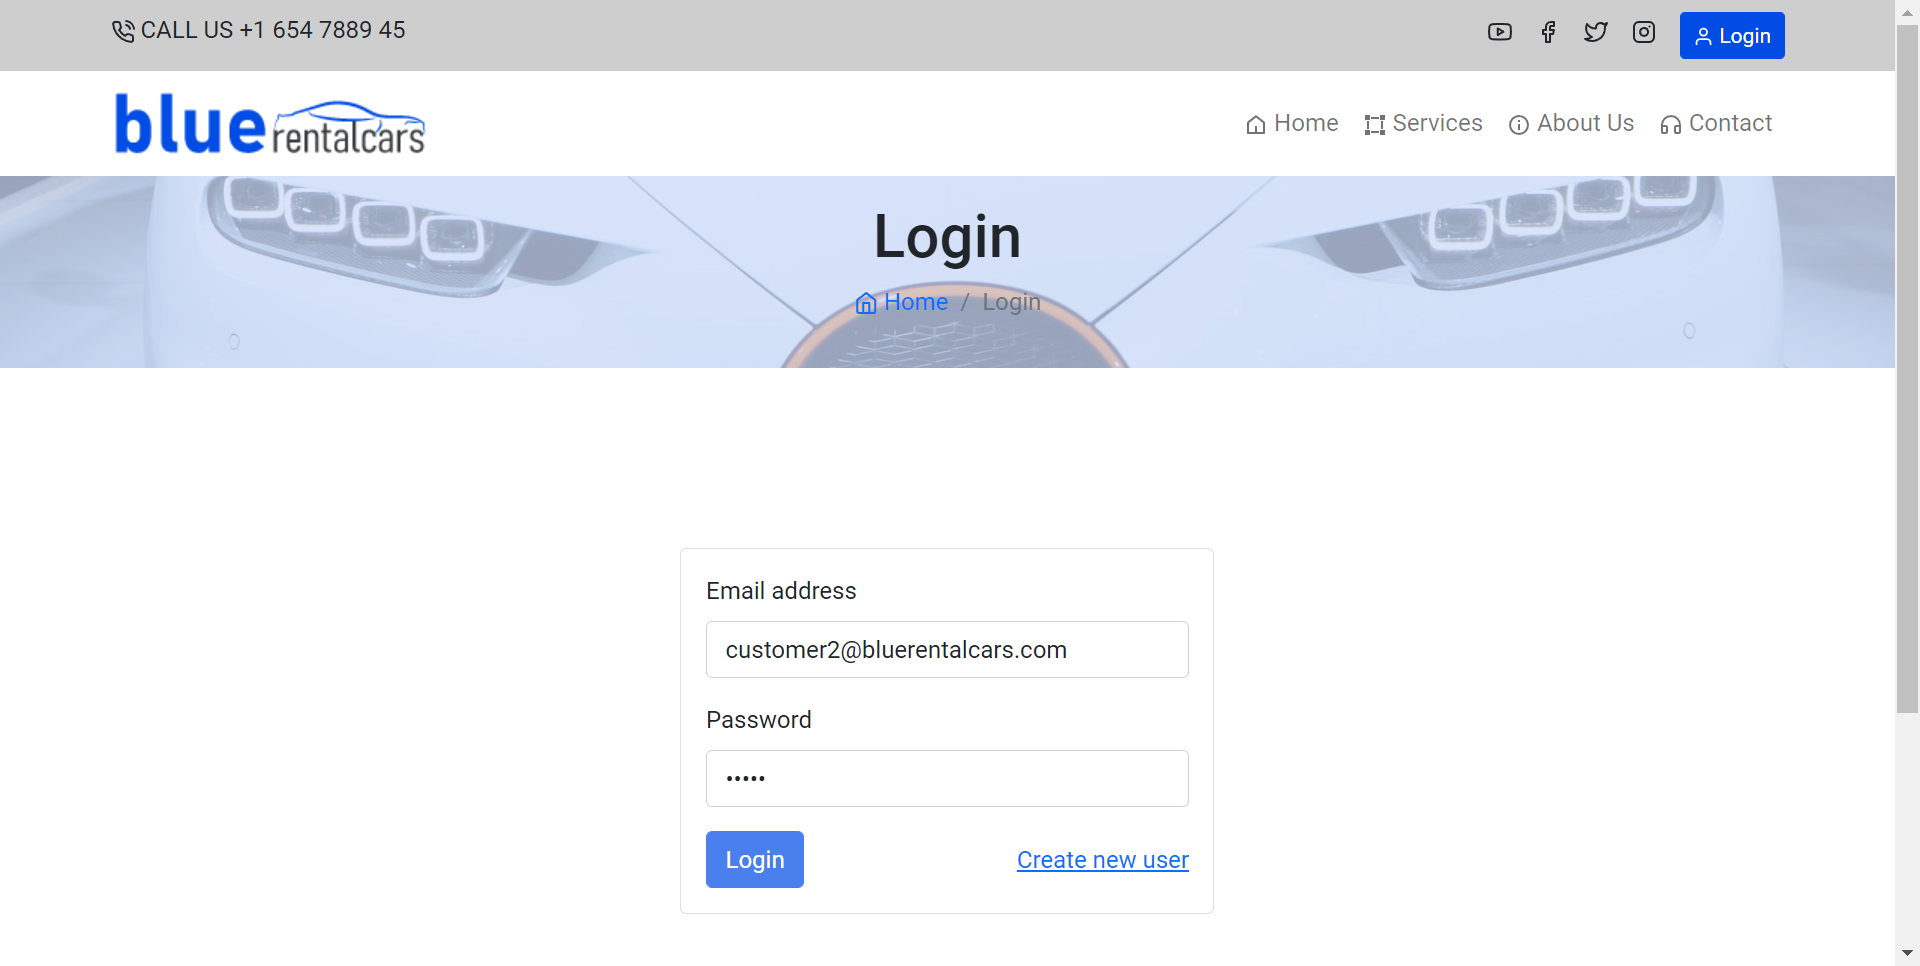 CALL US +1 654 7889 45
Login
blue rentalcars
Home Services About Us Contact
Login
Home / Login
Email address
customer2@bluerentalcars.com
Password
•••••
Login Create new user